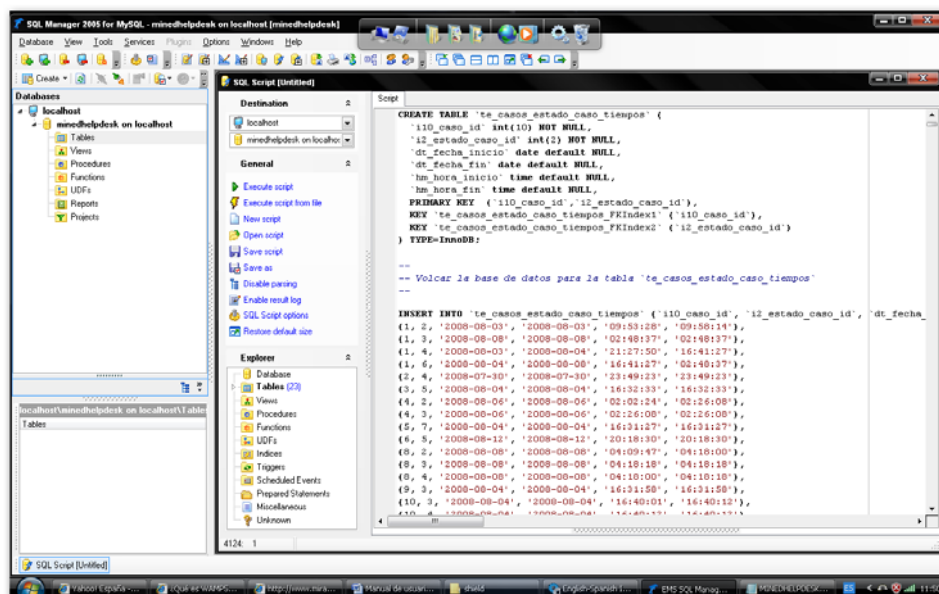 SQL Manager 2005 for MySQL - minedhelpdesk on localhost [minedhelpdesk]
Database View Tools Services Plugins Options Windows Help
Create
Databases
localhost
minedhelpdesk on localhost
Tables
Views
Procedures
Functions
UDFs
Reports
Projects
localhost\minedhelpdesk on localhost\Table
Tables
SQL Script [Untitled]
Destination
localhost
minedhelpdesk on localhos
General
Execute script
Execute script from file
New script
Open script
Save script
Save as
Disable parsing
Enable result log
SQL Script options
Restore default size
Explorer
Database
Tables (23)
Views
Procedures
Functions
UDFs
Indices
Triggers
Scheduled Events
Prepared Statements
Miscellaneous
Unknown
Script
CREATE TABLE `te_casos_estado_caso_tiempos` (
`i10_caso_id` int(10) NOT NULL,
`i2_estado_caso_id` int(2) NOT NULL,
`dt_fecha_inicio` date default NULL,
`dt_fecha_fin` date default NULL,
`hm_hora_inicio` time default NULL,
`hm_hora_fin` time default NULL,
PRIMARY KEY (`i10_caso_id`,`i2_estado_caso_id`),
KEY `te_casos_estado_caso_tiempos_FKIndex1` (`i10_caso_id`),
KEY `te_casos_estado_caso_tiempos_FKIndex2` (`i2_estado_caso_id`)
) TYPE=InnoDB;
--
-- Volcar la base de datos para la tabla `te_casos_estado_caso_tiempos`
--
INSERT INTO `te_casos_estado_caso_tiempos` (`i10_caso_id`, `i2_estado_caso_id`, `dt_fecha_
(1, 2, '2008-08-03', '2008-08-03', '09:53:28', '09:58:14'),
(1, 3, '2008-08-08', '2008-08-08', '02:48:37', '02:48:37'),
(1, 4, '2008-08-03', '2008-08-04', '21:27:50', '16:41:27'),
(1, 6, '2008-08-04', '2008-08-08', '16:41:27', '02:48:37'),
(2, 4, '2008-07-30', '2008-07-30', '23:49:23', '23:49:23'),
(3, 5, '2008-08-04', '2008-08-04', '16:32:33', '16:32:33'),
(4, 2, '2008-08-06', '2008-08-06', '02:02:24', '02:26:08'),
(4, 3, '2008-08-06', '2008-08-06', '02:26:08', '02:26:08'),
(5, 7, '2008-08-04', '2008-08-04', '16:31:27', '16:31:27'),
(6, 5, '2008-08-12', '2008-08-12', '20:18:30', '20:18:30'),
(8, 2, '2008-08-08', '2008-08-08', '04:09:47', '04:18:00'),
(8, 3, '2008-08-08', '2008-08-08', '04:18:18', '04:18:18'),
(8, 4, '2008-08-08', '2008-08-08', '04:18:00', '04:18:18'),
(9, 3, '2008-08-04', '2008-08-04', '16:31:58', '16:31:58'),
(10, 3, '2008-08-04', '2008-08-04', '16:40:01', '16:40:12'),
4124: 1
SQL Script [Untitled]
Yahoo! España -...
¿Qué es WAMPS...
http://www.mira...
Manual de usuari...
shield
English-Spanish 1...
EMS SQL Manag...
MINEDHELPDESK...
ES